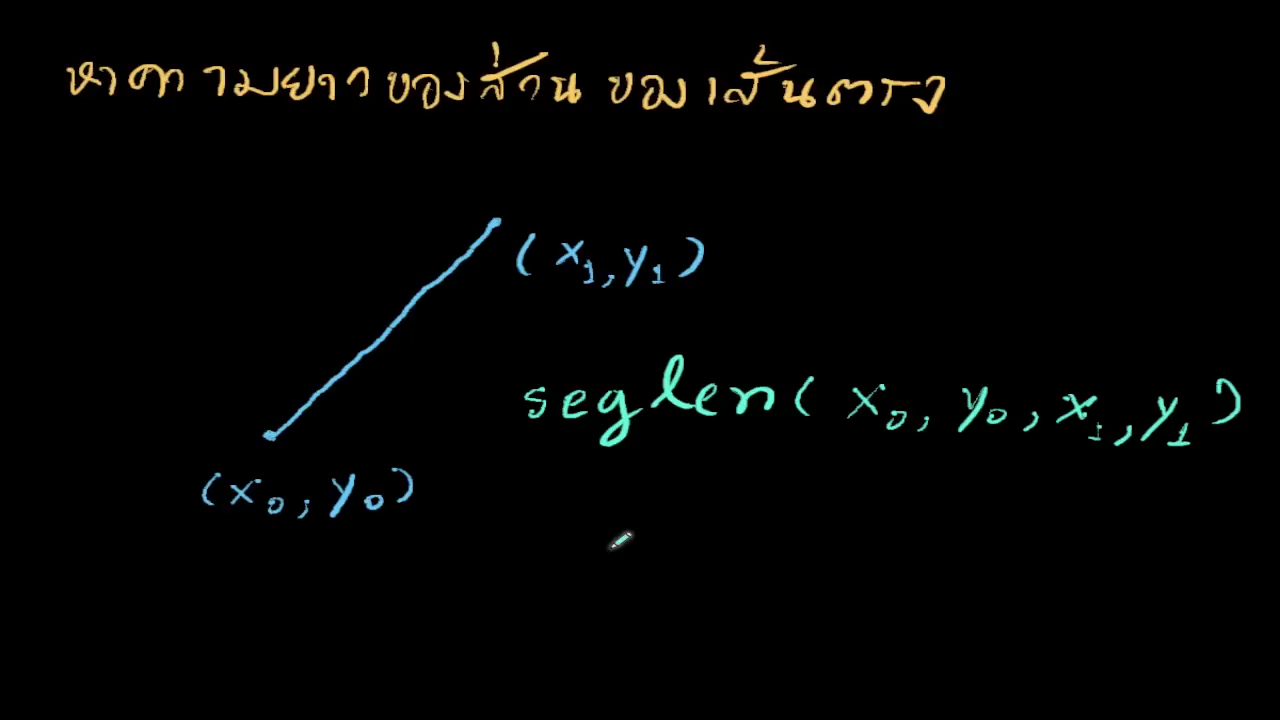 หาความยาวของส่วนของเส้นตรง
(x₁,y₁)
seglen(x₀,y₀,x₁,y₁)
(x₀,y₀)